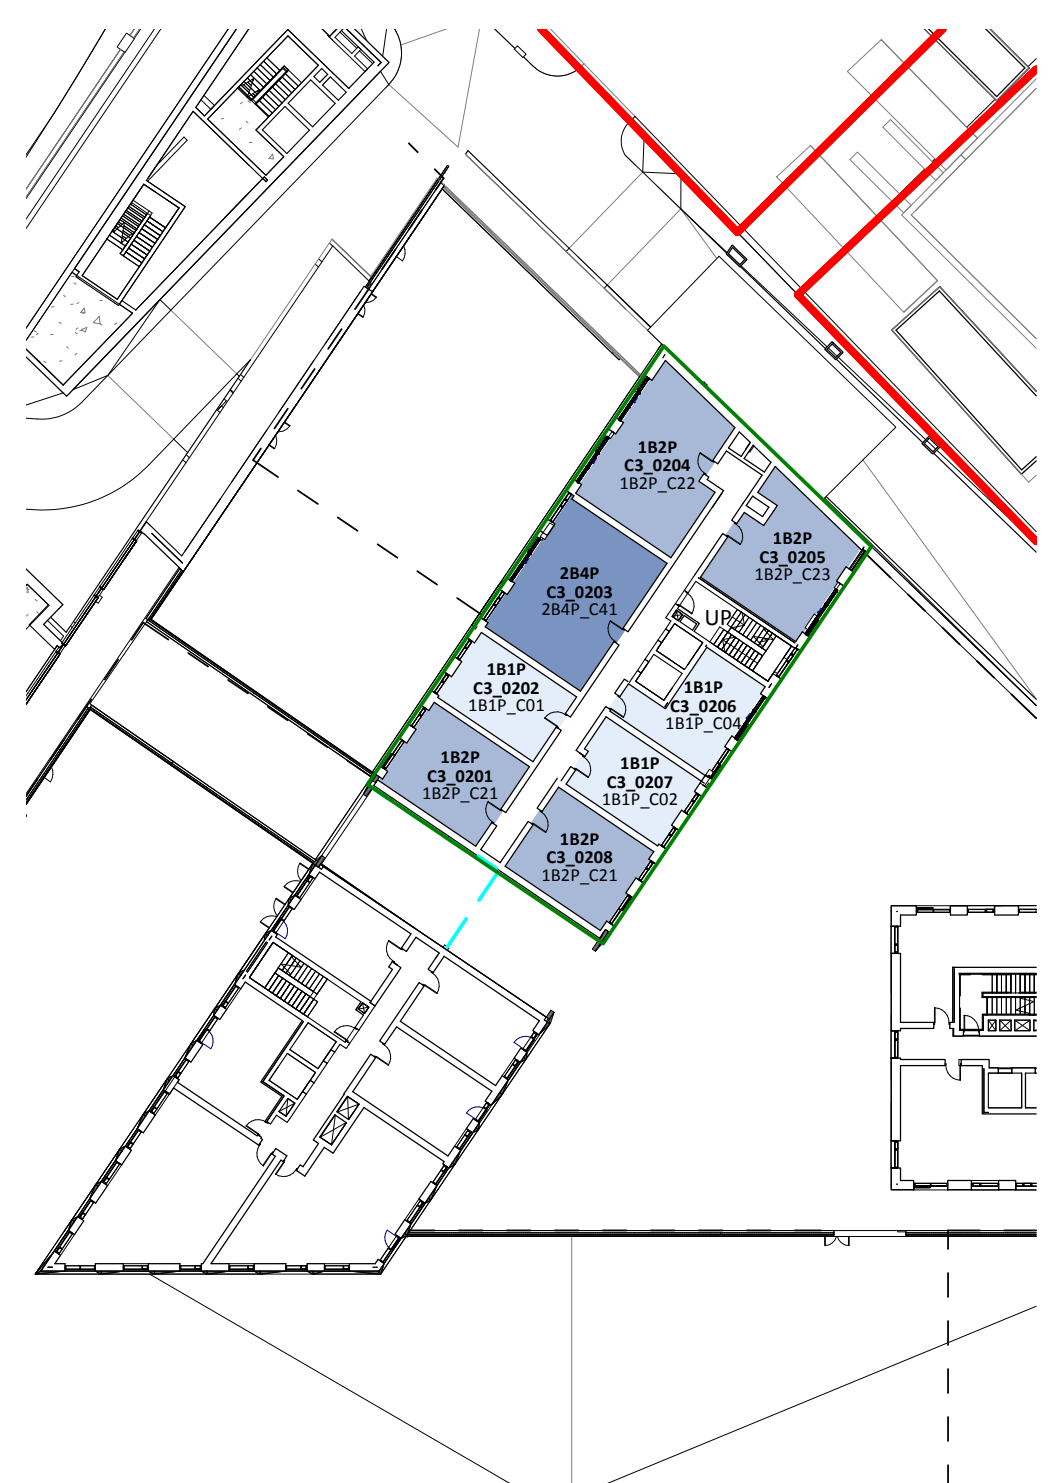 1B2P
C3_0204
1B2P_C22
1B2P
C3_0205
1B2P_C23
2B4P
C3_0203
2B4P_C41
UP
1B1P
C3_0202
1B1P_C01
1B1P
C3_0206
1B1P_C04
1B2P
C3_0201
1B2P_C21
1B1P
C3_0207
1B1P_C02
1B2P
C3_0208
1B2P_C21